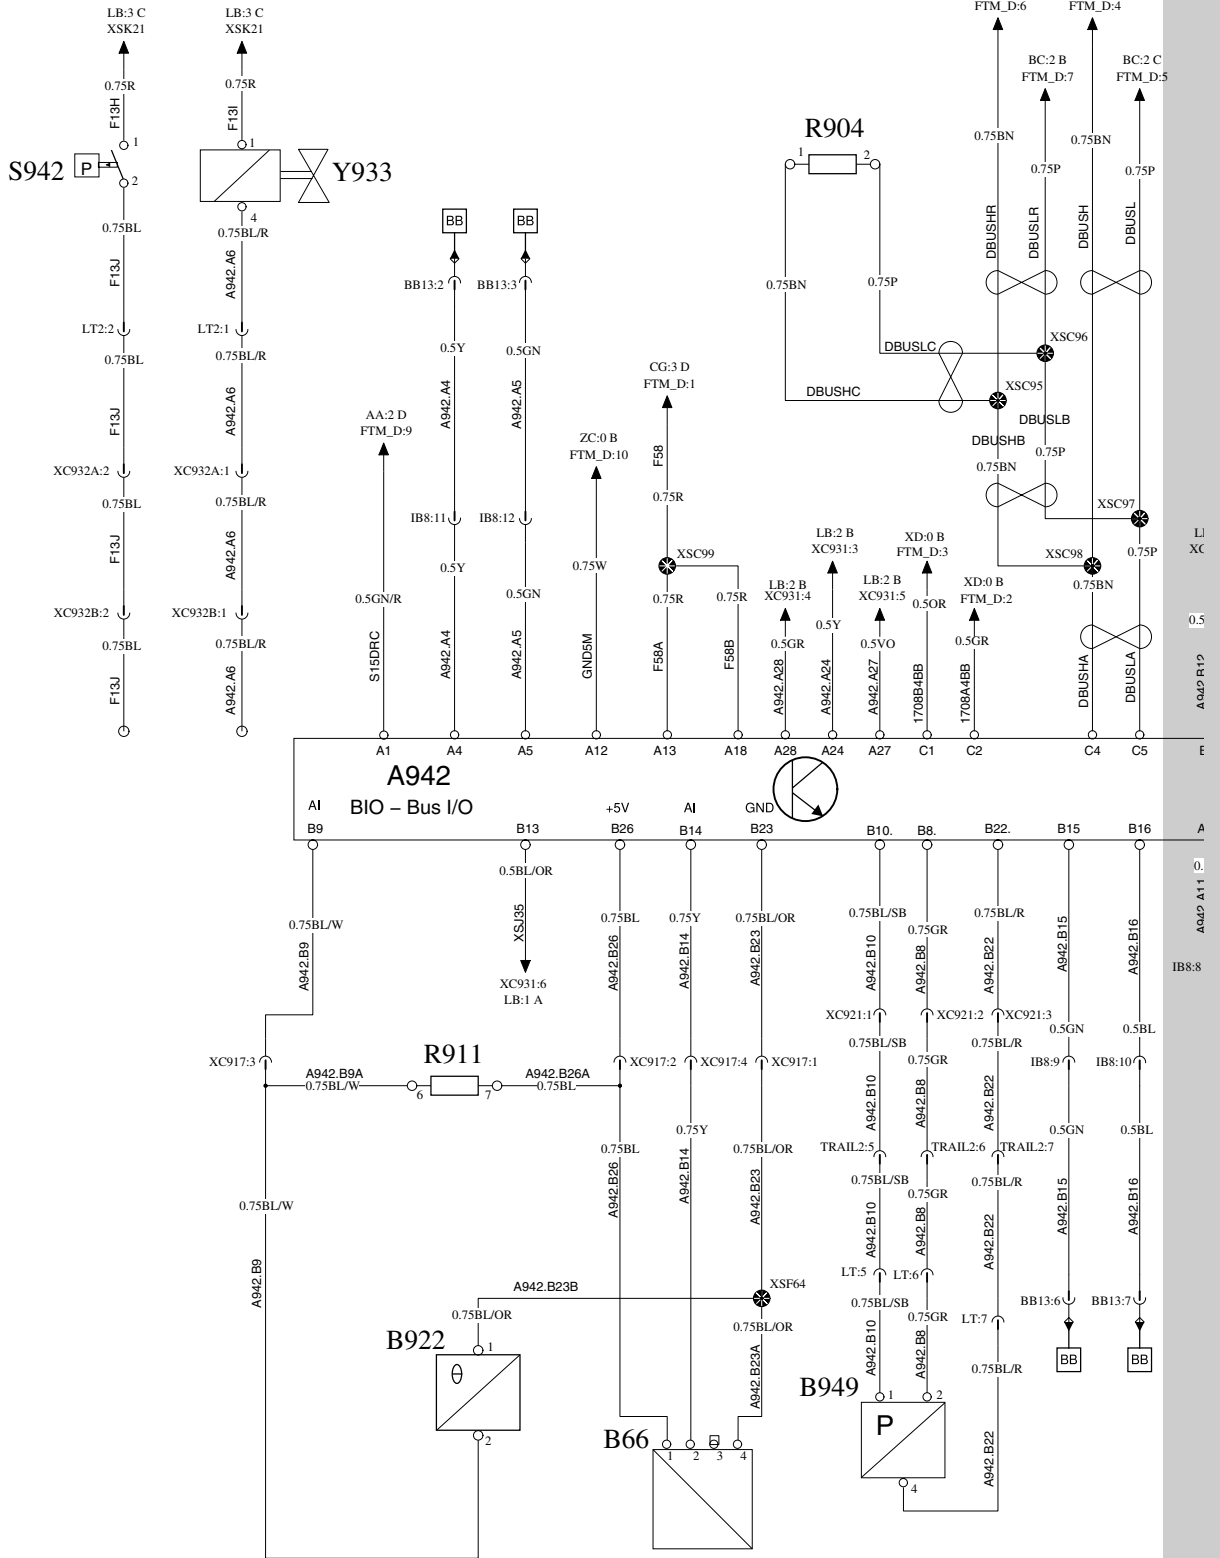 LB:3 C
XSK21
LB:3 C
XSK21
FTM_D:6
FTM_D:4
BC:2 B
FTM_D:7
BC:2 C
FTM_D:5
0.75R
0.75R
F13H
F13I
1
1
S942
P
2
Y933
4
R904
1
2
0.75BN
0.75P
0.75BN
0.75P
0.75BL
0.75BL/R
F13J
A942.A6
BB
BB
BB13:2
BB13:3
DBUSHR
DBUSLR
DBUSH
DBUSL
0.75BN
0.75P
LT2:2
LT2:1
0.75BL
0.75BL/R
0.5Y
0.5GN
XSC96
DBUSLC
CG:3 D
FTM_D:1
XSC95
DBUSHC
F13J
A942.A6
A942.A4
A942.A5
AA:2 D
FTM_D:9
ZC:0 B
FTM_D:10
F58
DBUSLB
DBUSHB
0.75P
0.75BN
XC932A:2
XC932A:1
0.75BL
0.75BL/R
0.75R
IB8:11
IB8:12
XSC97
XSC99
XSC98
F13J
A942.A6
0.5Y
0.75W
LB:2 B
XC931:3
XD:0 B
FTM_D:3
0.75P
0.75BN
LB:2 B
XC931:4
LB:2 B
XC931:5
XD:0 B
FTM_D:2
0.5GN/R
0.5GN
0.75R
0.75R
0.5OR
XC932B:2
XC932B:1
0.75BL
0.75BL/R
0.5GR
0.5Y
0.5VO
0.5GR
F13J
A942.A6
S15DRC
A942.A4
A942.A5
GND5M
F58A
F58B
A942.A28
A942.A24
A942.A27
1708B4BB
1708A4BB
DBUSHA
DBUSLA
A942.B12
A1
A4
A5
A12
A13
A18
A28
A24
A27
C1
C2
C4
C5
A942
BIO – Bus I/O
AI
+5V
AI
GND
B9
B13
B26
B14
B23
B10.
B8.
B22.
B15
B16
A
0.5BL/OR
0.75BL/W
0.75BL
0.75Y
0.75BL/OR
0.75BL/SB
0.75GR
0.75BL/R
A942.A11
A942.B9
XSJ35
A942.B26
A942.B14
A942.B23
A942.B10
A942.B8
A942.B22
A942.B15
A942.B16
IB8:8
XC931:6
LB:1 A
XC921:1
XC921:2
XC921:3
0.75BL/SB
0.75GR
0.75BL/R
0.5GN
0.5BL
XC917:3
R911
XC917:2
XC917:4
XC917:1
IB8:9
IB8:10
A942.B9A
0.75BL/W
6
7
A942.B26A
0.75BL
A942.B10
A942.B8
A942.B22
0.75BL
0.75Y
0.75BL/OR
0.5GN
0.5BL
TRAIL2:5
TRAIL2:6
TRAIL2:7
0.75BL/W
A942.B26
A942.B14
A942.B23
0.75BL/SB
0.75GR
0.75BL/R
A942.B10
A942.B8
A942.B22
A942.B15
A942.B16
A942.B9
A942.B23B
XSF64
LT:5
LT:6
0.75BL/OR
0.75BL/OR
0.75BL/SB
0.75GR
LT:7
BB13:6
BB13:7
B922
1
θ
2
A942.B23A
A942.B10
A942.B8
0.75BL/R
BB
BB
B66
1
2
3
4
B949
1
2
P
4
A942.B22